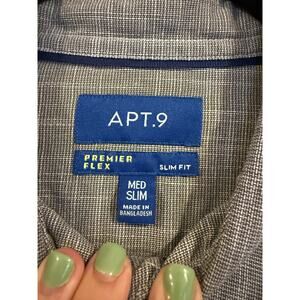 APT.9
PREMIER
FLEX
SLIM FIT
MED
SLIM
MADE IN
BANGLADESH